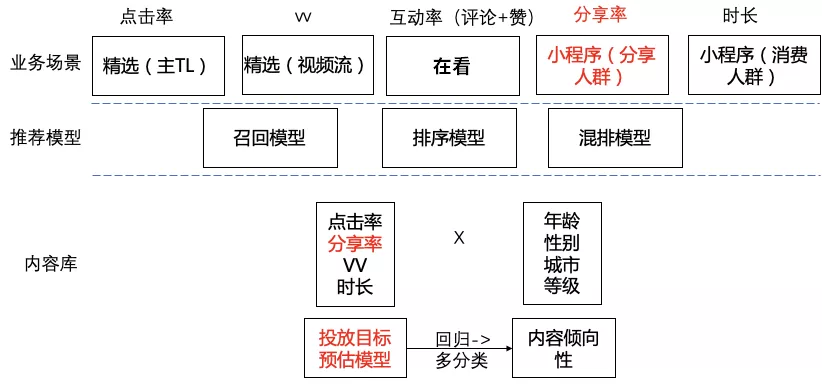 点击率
vv
互动率（评论+赞）
分享率
时长
业务场景
精选（主TL）
精选（视频流）
在看
小程序（分享
人群）
小程序（消费
人群）
推荐模型
召回模型
排序模型
混排模型
内容库
点击率
分享率
VV
时长
X
年龄
性别
城市
等级
投放目标
预估模型
回归->
多分类
内容倾向
性